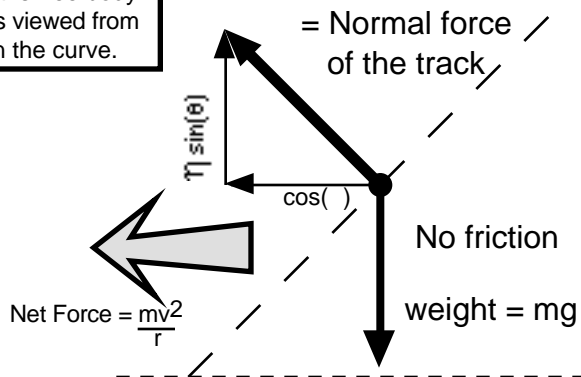 s viewed from
n the curve.
= Normal force
of the track
η sin(θ)
cos( )
No friction
Net Force = mv²
r
weight = mg